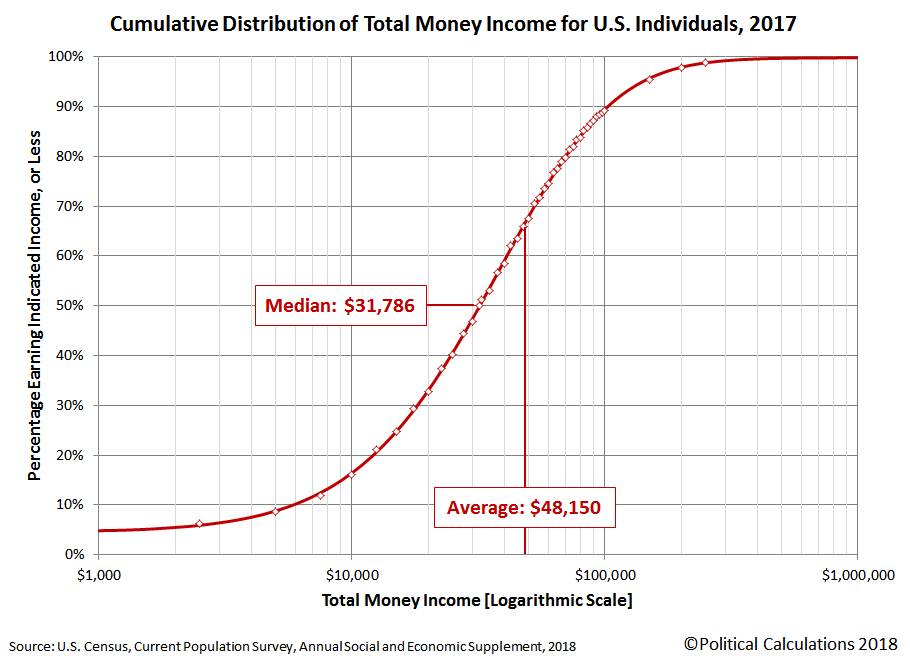 Cumulative Distribution of Total Money Income for U.S. Individuals, 2017
Percentage Earning Indicated Income, or Less
100%
90%
80%
70%
60%
50%
40%
30%
20%
10%
0%
Median: $31,786
Average: $48,150
$1,000
$10,000
$100,000
$1,000,000
Total Money Income [Logarithmic Scale]
Source: U.S. Census, Current Population Survey, Annual Social and Economic Supplement, 2018
©Political Calculations 2018